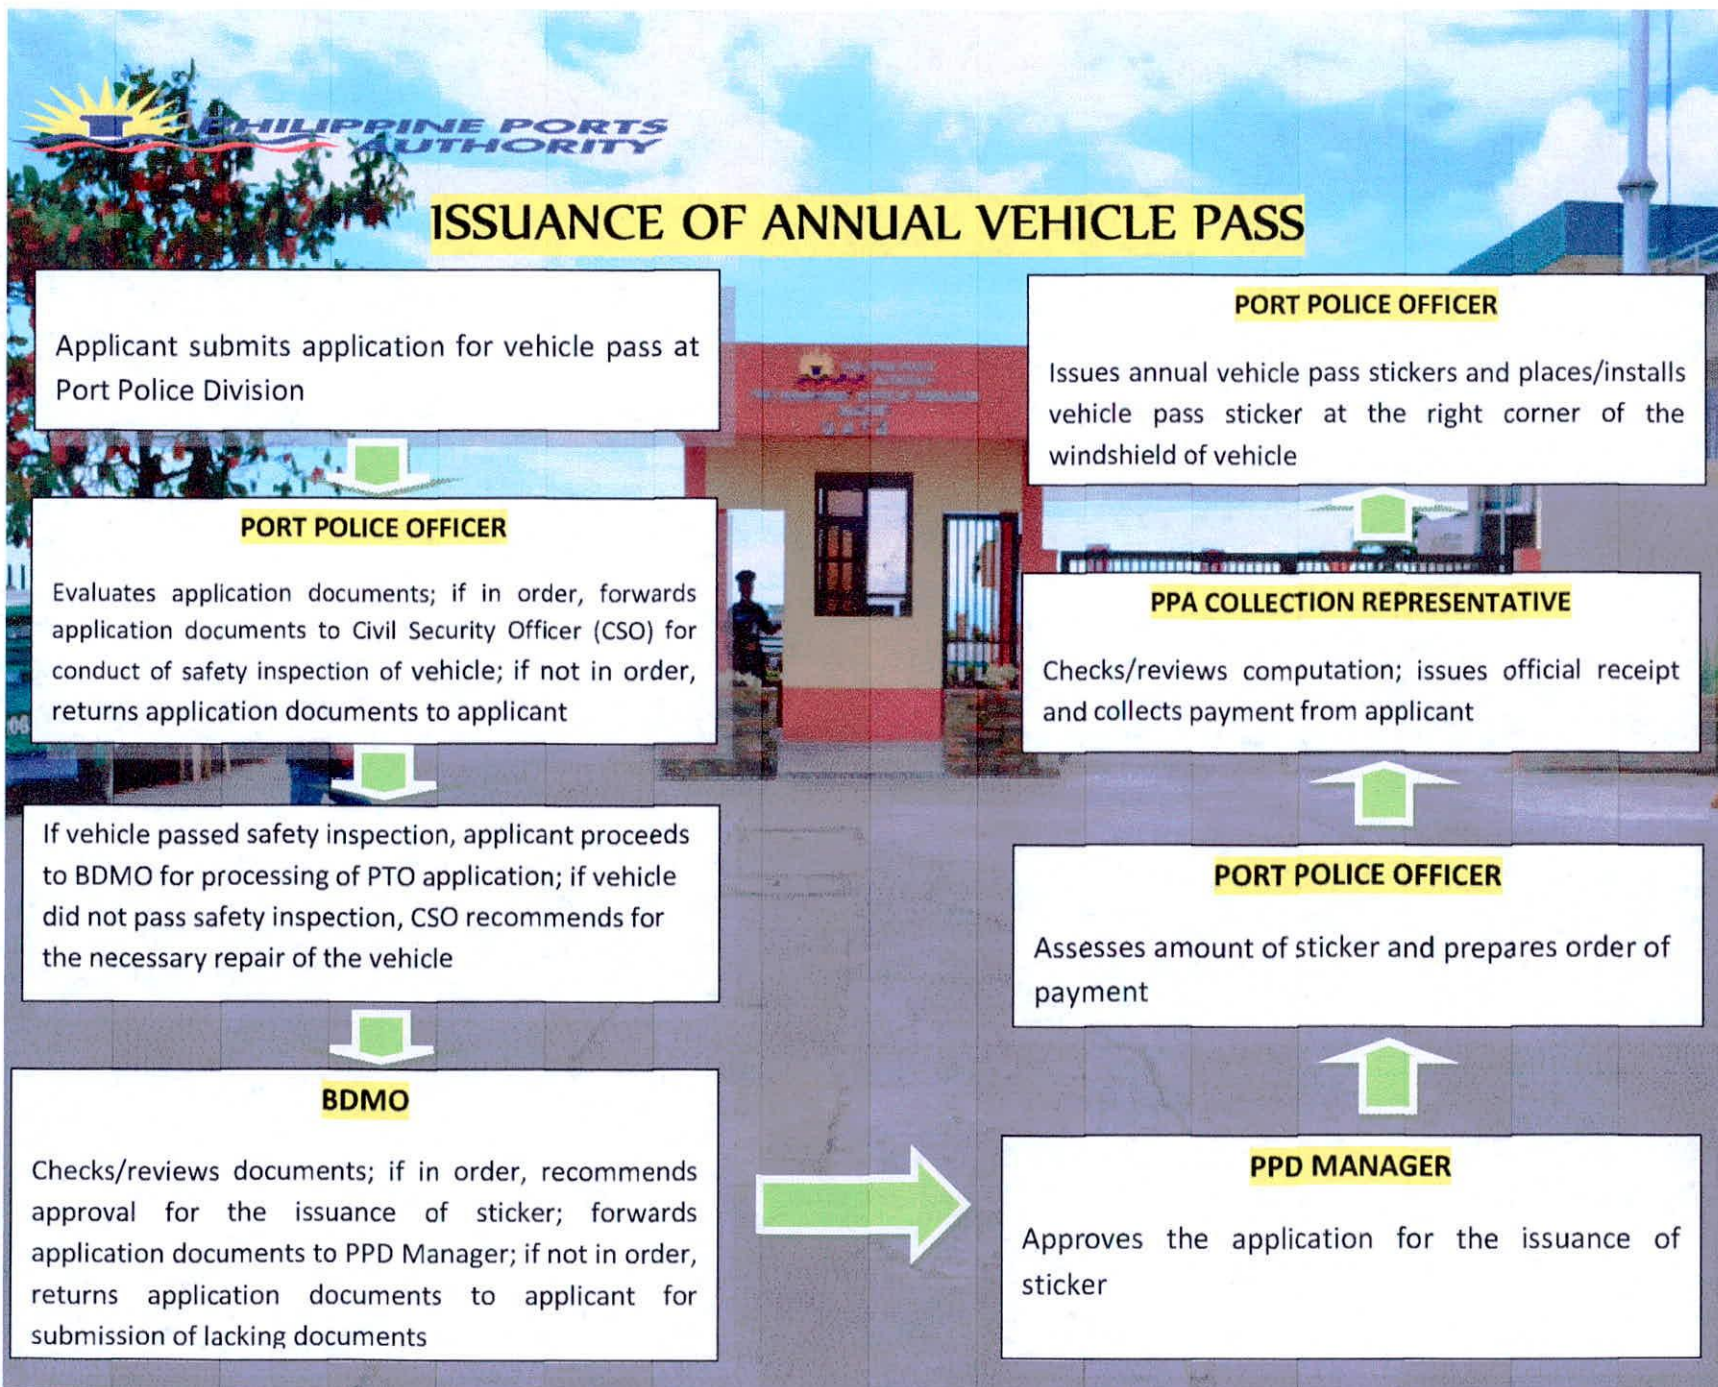 PHILIPPINE PORTS
AUTHORITY
ISSUANCE OF ANNUAL VEHICLE PASS
Applicant submits application for vehicle pass at
Port Police Division
PORT POLICE OFFICER
Evaluates application documents; if in order, forwards
application documents to Civil Security Officer (CSO) for
conduct of safety inspection of vehicle; if not in order,
returns application documents to applicant
If vehicle passed safety inspection, applicant proceeds
to BDMO for processing of PTO application; if vehicle
did not pass safety inspection, CSO recommends for
the necessary repair of the vehicle
BDMO
Checks/reviews documents; if in order, recommends
approval for the issuance of sticker; forwards
application documents to PPD Manager; if not in order,
returns application documents to applicant for
submission of lacking documents
PPD MANAGER
Approves the application for the issuance of
sticker
PORT POLICE OFFICER
Assesses amount of sticker and prepares order of
payment
PPA COLLECTION REPRESENTATIVE
Checks/reviews computation; issues official receipt
and collects payment from applicant
PORT POLICE OFFICER
Issues annual vehicle pass stickers and places/installs
vehicle pass sticker at the right corner of the
windshield of vehicle